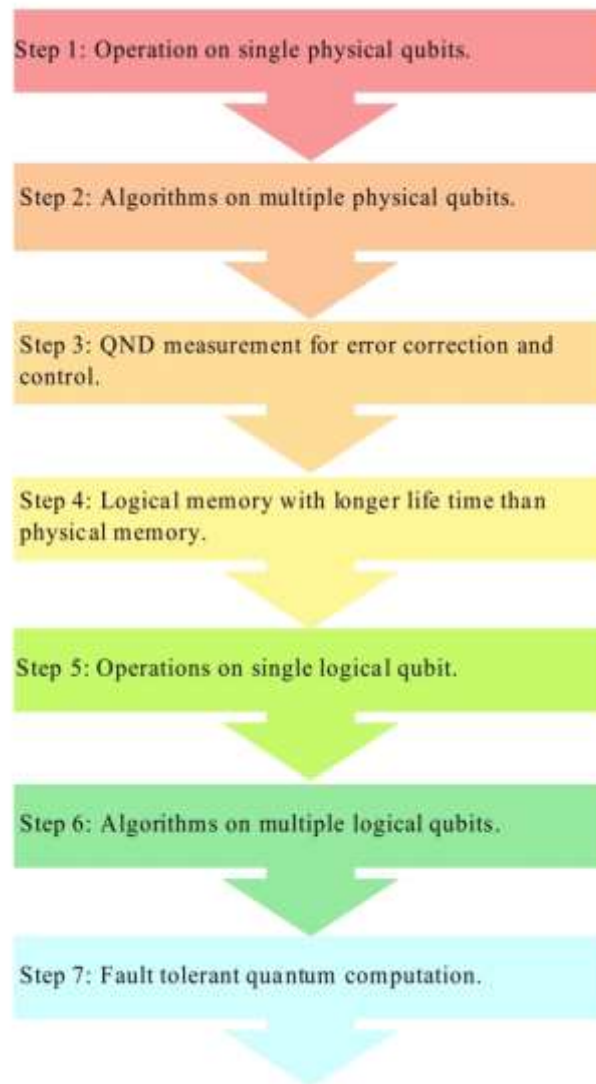 Step 1: Operation on single physical qubits.
Step 2: Algorithms on multiple physical qubits.
Step 3: QND measurement for error correction and
control.
Step 4: Logical memory with longer life time than
physical memory.
Step 5: Operations on single logical qubit.
Step 6: Algorithms on multiple logical qubits.
Step 7: Fault tolerant quantum computation.